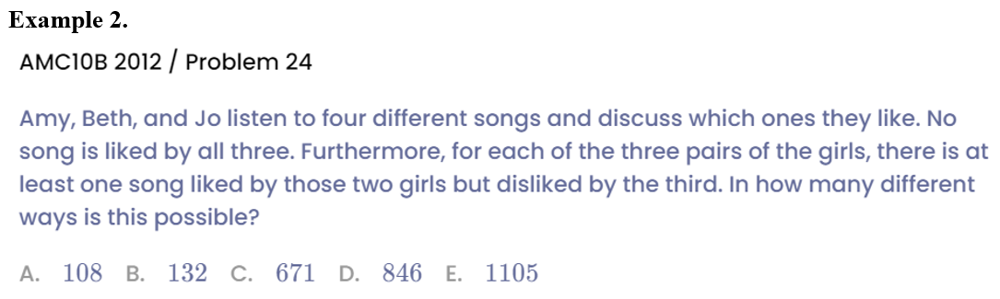 Example 2.
AMC10B 2012 / Problem 24
Amy, Beth, and Jo listen to four different songs and discuss which ones they like. No
song is liked by all three. Furthermore, for each of the three pairs of the girls, there is at
least one song liked by those two girls but disliked by the third. In how many different
ways is this possible?
A. 108 B. 132 C. 671 D. 846 E. 1105